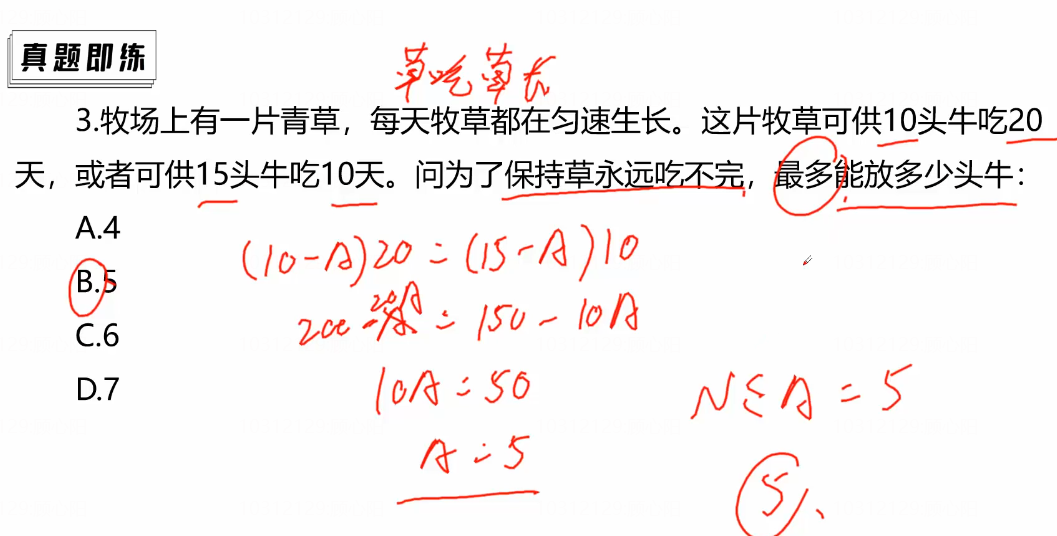 真题即练
草吃草长
3.牧场上有一片青草，每天牧草都在匀速生长。这片牧草可供10头牛吃20
天，或者可供15头牛吃10天。问为了保持草永远吃不完，最多能放多少头牛：
A.4
(10-A)20=(15-A)10
B.5
200-20A=150-10A
C.6
10A=50
D.7
N≤A=5
A=5
5